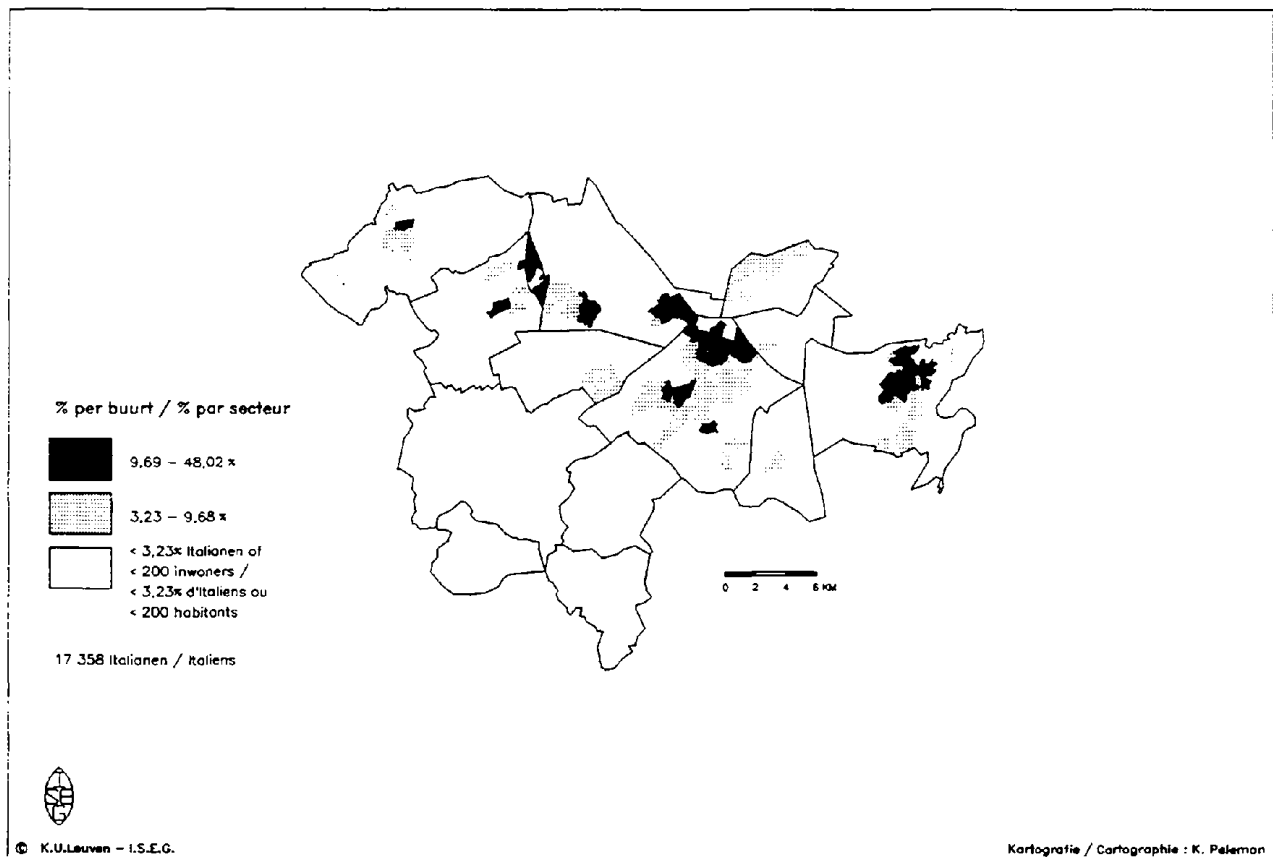 % per buurt / % par secteur
9,69 – 48,02 %
3,23 – 9,68 %
< 3,23% Italianen of
< 200 inwoners /
< 3,23% d'Italiens ou
< 200 habitants
0 2 4 6 KM
17 358 Italianen / Italiens
I
SE
G
© K.U.Leuven – I.S.E.G.
Kartografie / Cartographie : K. Peleman